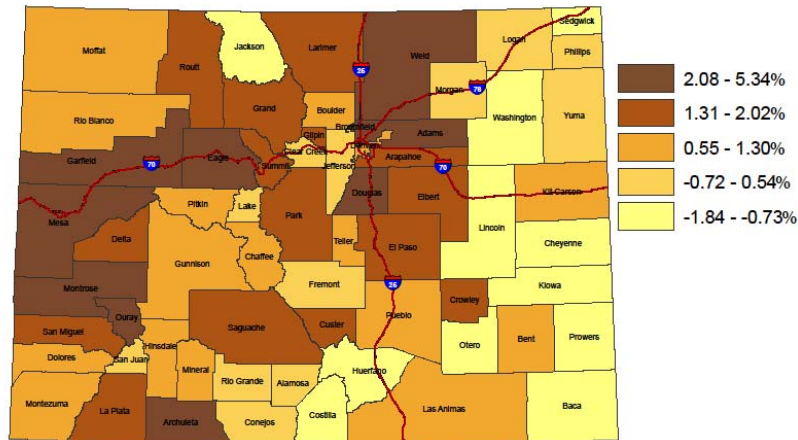 Moffat
Routt
Jackson
Larimer
Weld
Logan
Sedgwick
Phillips
Morgan
Washington
Yuma
Rio Blanco
Grand
Boulder
Broomfield
Gilpin
Adams
Denver
Clear Creek
Jefferson
Arapahoe
Garfield
Eagle
Summit
Douglas
Elbert
Kit Carson
Mesa
Pitkin
Lake
Park
Lincoln
Delta
Teller
El Paso
Cheyenne
Gunnison
Chaffee
Fremont
Montrose
Kiowa
Ouray
Crowley
Pueblo
San Miguel
Saguache
Custer
Otero
Bent
Prowers
Dolores
San Juan
Hinsdale
Mineral
Rio Grande
Alamosa
Huerfano
Montezuma
La Plata
Archuleta
Conejos
Costilla
Las Animas
Baca
25
76
70
70
25
2.08 - 5.34%
1.31 - 2.02%
0.55 - 1.30%
-0.72 - 0.54%
-1.84 - -0.73%